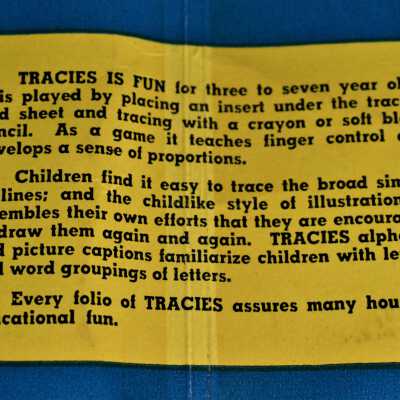 TRACIES IS FUN for three to seven year ol
is played by placing an insert under the trac
d sheet and tracing with a crayon or soft bl
ncil. As a game it teaches finger control a
velops a sense of proportions.
Children find it easy to trace the broad sim
lines; and the childlike style of illustration
embles their own efforts that they are encoura
draw them again and again. TRACIES alpha
d picture captions familiarize children with le
d word groupings of letters.
Every folio of TRACIES assures many hou
cational fun.